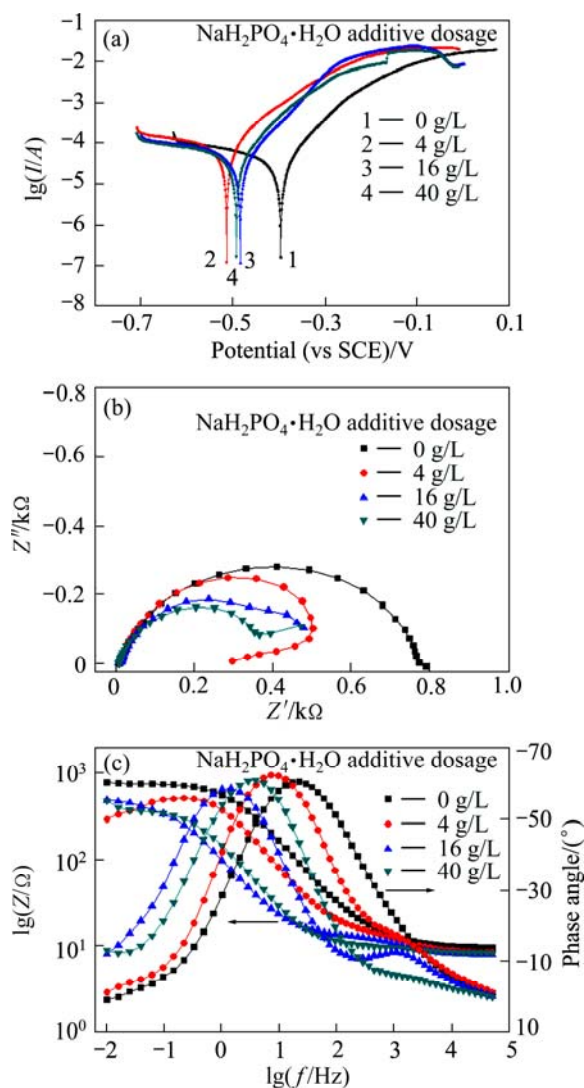 (a)
NaH₂PO₄•H₂O additive dosage
1 — 0 g/L
2 — 4 g/L
3 — 16 g/L
4 — 40 g/L
lg(I/A)
−1
−2
−3
−4
−5
−6
−7
−8
2
4
3
1
−0.7 −0.5 −0.3 −0.1 0.1
Potential (vs SCE)/V
(b)
NaH₂PO₄•H₂O additive dosage
0 g/L
4 g/L
16 g/L
40 g/L
Z″/kΩ
−0.8
−0.6
−0.4
−0.2
0
0 0.2 0.4 0.6 0.8 1.0
Z′/kΩ
(c)
NaH₂PO₄•H₂O additive dosage
0 g/L
4 g/L
16 g/L
40 g/L
lg(Z/Ω)
10³
10²
10¹
10⁰
−70
−50
−30
−10
10
Phase angle/(°)
−2 −1 0 1 2 3 4 5
lg(f/Hz)